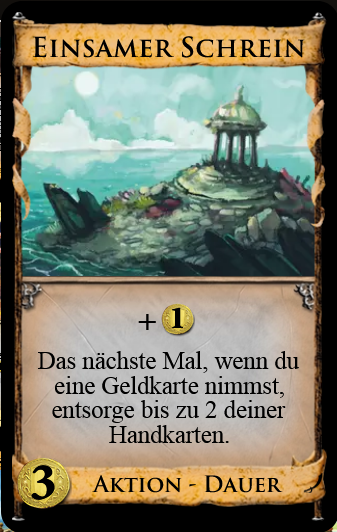 EINSAMER SCHREIN
+ 1
Das nächste Mal, wenn du
eine Geldkarte nimmst,
entsorge bis zu 2 deiner
Handkarten.
3 AKTION - DAUER